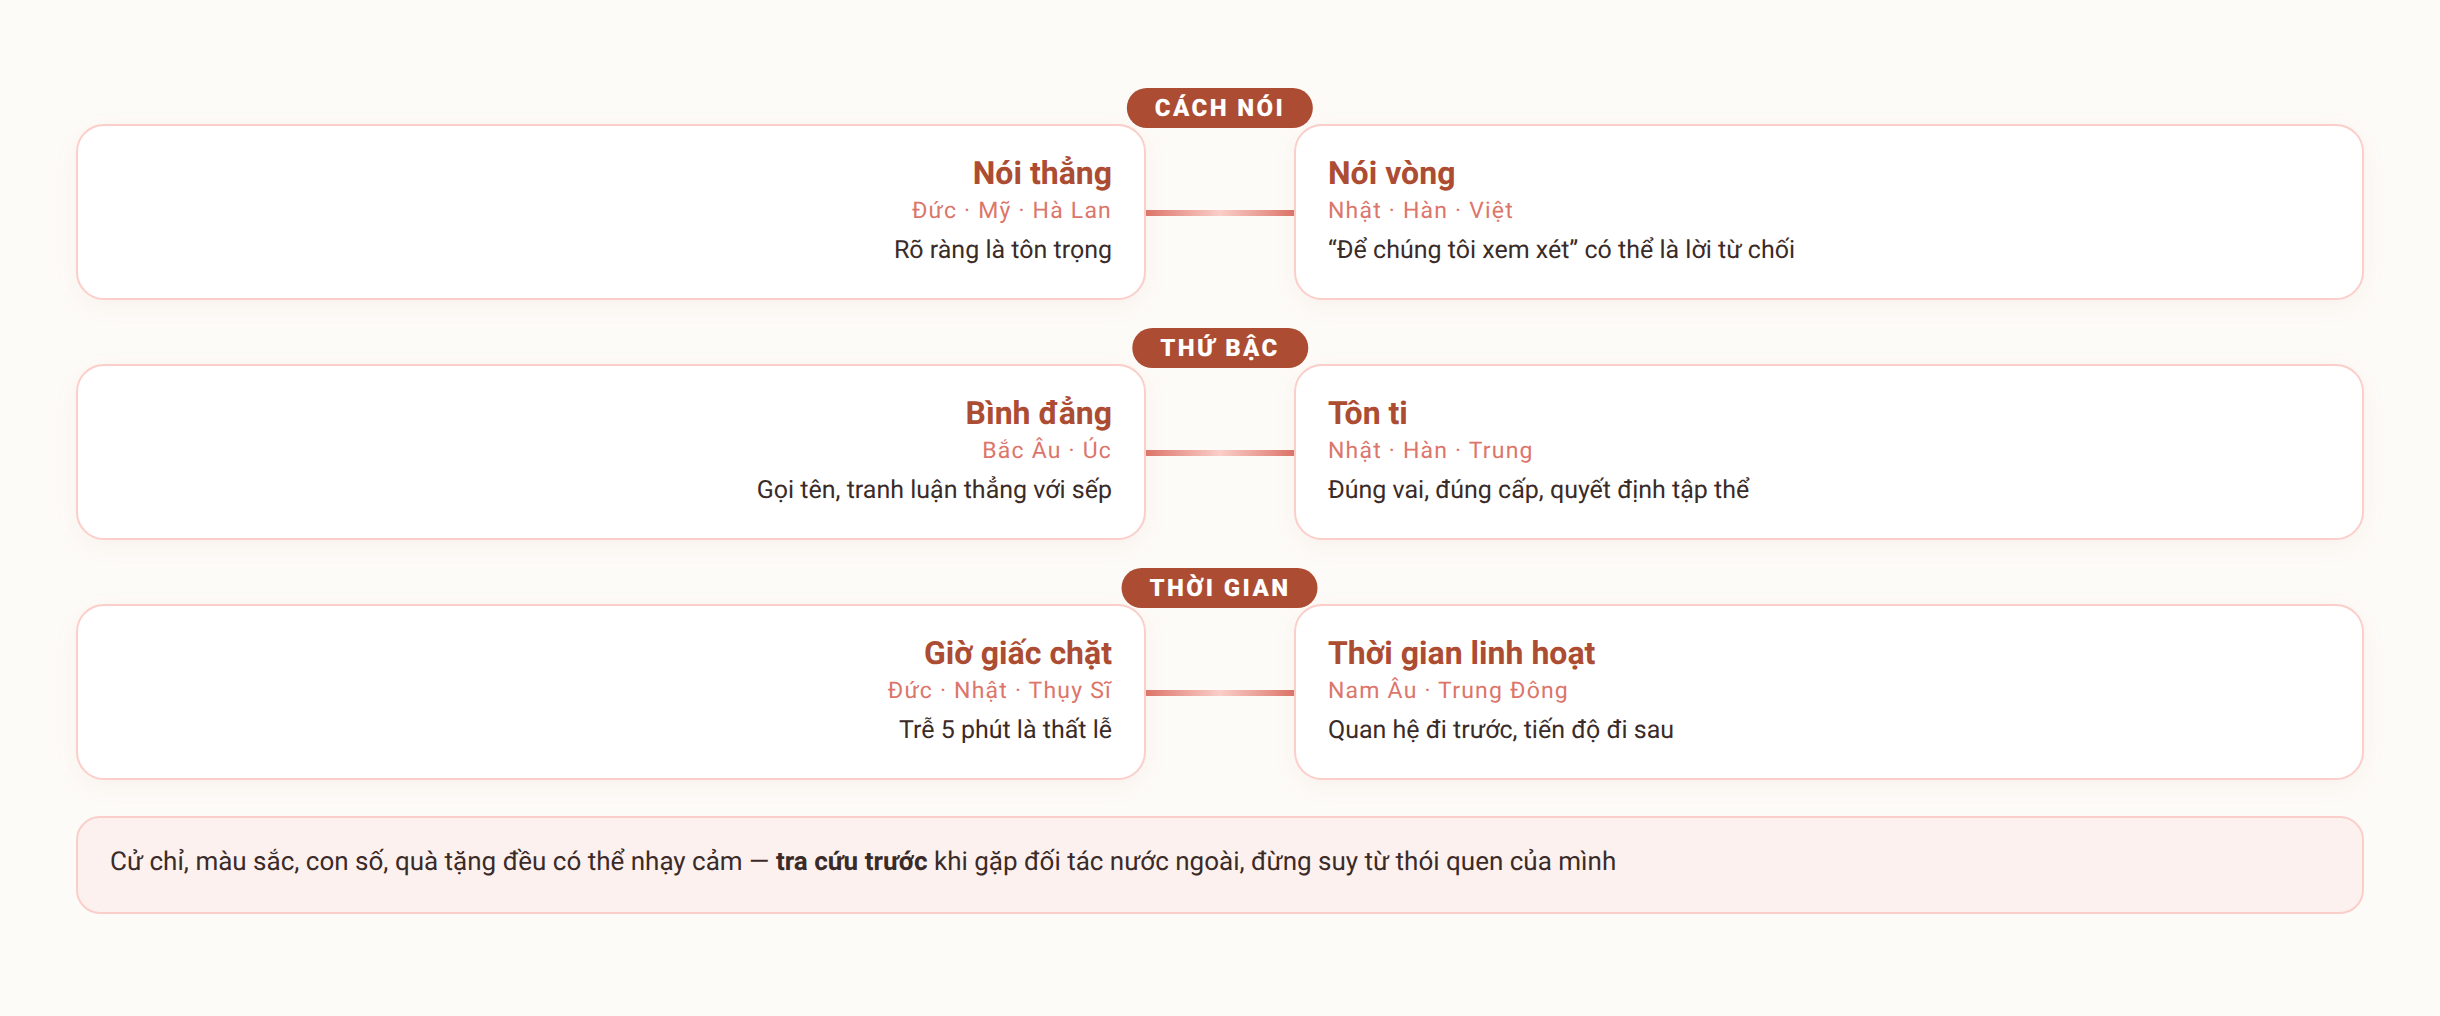 CÁCH NÓI
Nói thẳng
Đức · Mỹ · Hà Lan
Rõ ràng là tôn trọng
Nói vòng
Nhật · Hàn · Việt
“Để chúng tôi xem xét” có thể là lời từ chối
THỨ BẬC
Bình đẳng
Bắc Âu · Úc
Gọi tên, tranh luận thẳng với sếp
Tôn ti
Nhật · Hàn · Trung
Đúng vai, đúng cấp, quyết định tập thể
THỜI GIAN
Giờ giấc chặt
Đức · Nhật · Thụy Sĩ
Trễ 5 phút là thất lễ
Thời gian linh hoạt
Nam Âu · Trung Đông
Quan hệ đi trước, tiến độ đi sau
Cử chỉ, màu sắc, con số, quà tặng đều có thể nhạy cảm — tra cứu trước khi gặp đối tác nước ngoài, đừng suy từ thói quen của mình